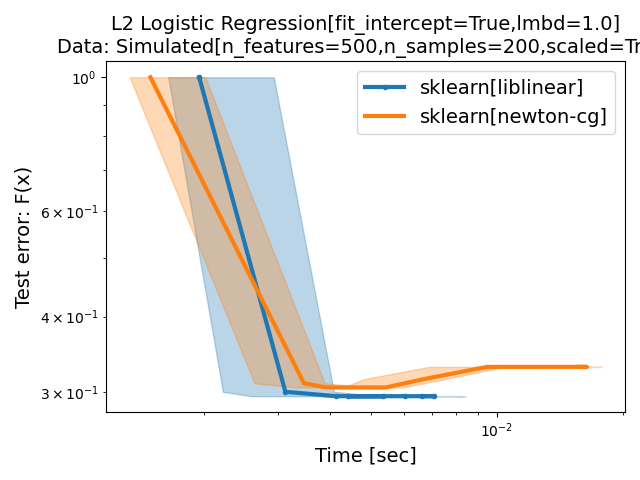 L2 Logistic Regression[fit_intercept=True,lmbd=1.0]
Data: Simulated[n_features=500,n_samples=200,scaled=Tr
sklearn[liblinear]
sklearn[newton-cg]
10⁰
6 × 10⁻¹
4 × 10⁻¹
3 × 10⁻¹
Test error: F(x)
10⁻²
Time [sec]